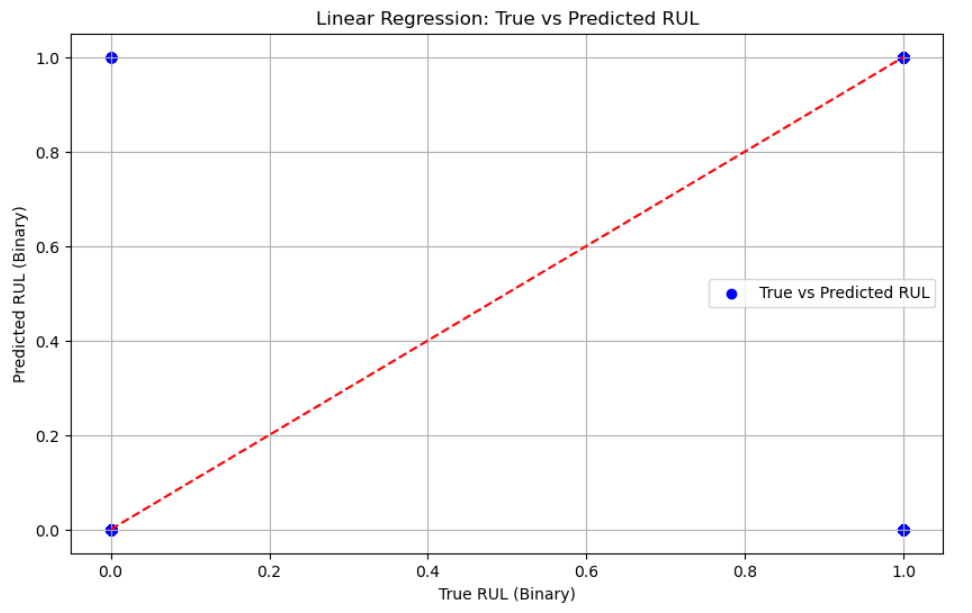 Linear Regression: True vs Predicted RUL
Predicted RUL (Binary)
1.0
0.8
0.6
0.4
0.2
0.0
True vs Predicted RUL
0.0 0.2 0.4 0.6 0.8 1.0
True RUL (Binary)